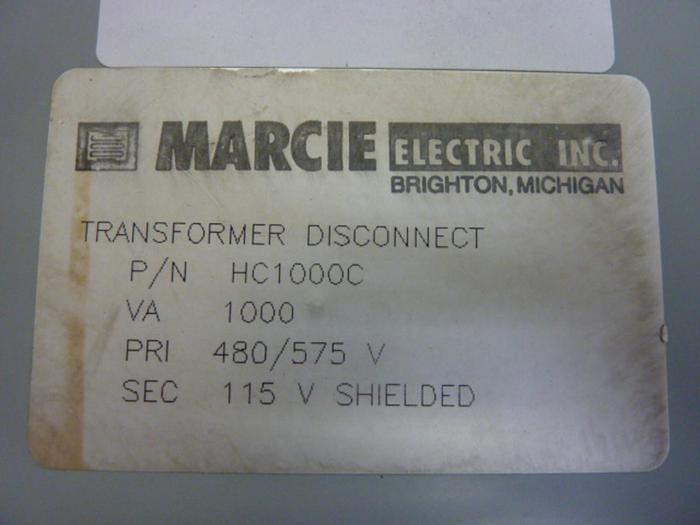 MARCIE ELECTRIC INC.
BRIGHTON, MICHIGAN
TRANSFORMER DISCONNECT
P/N HC1000C
VA 1000
PRI 480/575 V
SEC 115 V SHIELDED